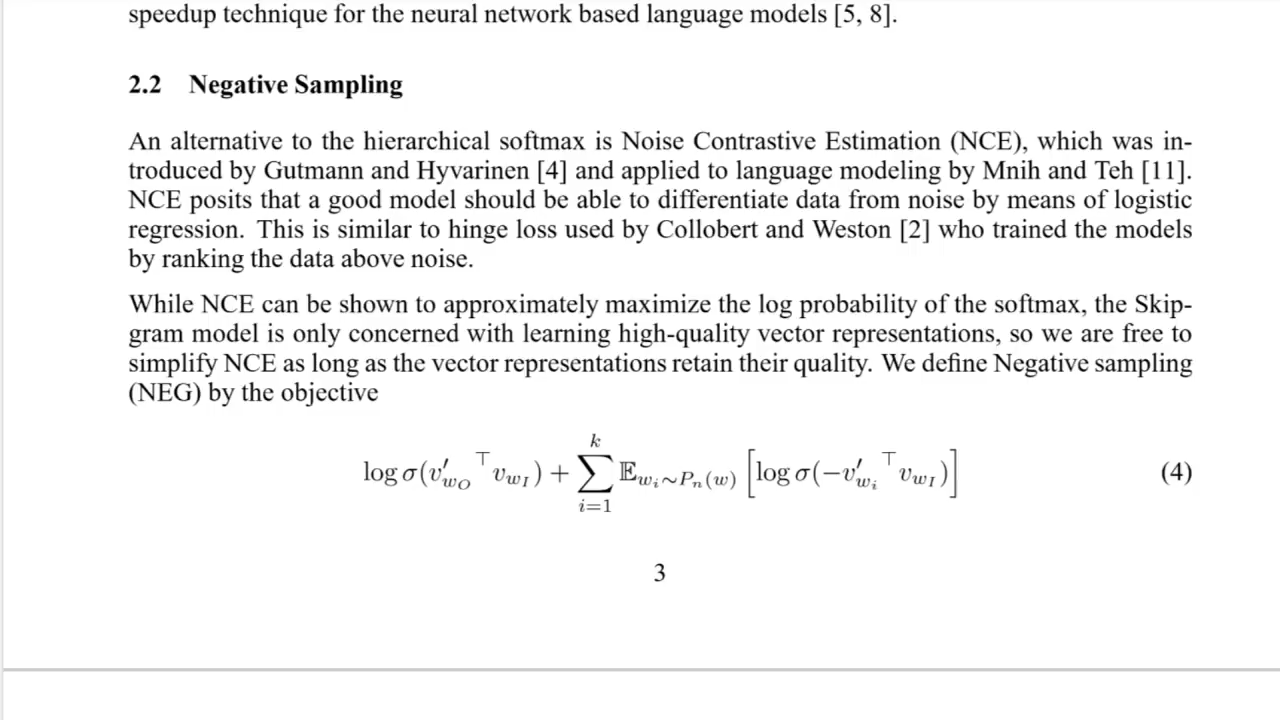 speedup technique for the neural network based language models [5, 8].
2.2 Negative Sampling
An alternative to the hierarchical softmax is Noise Contrastive Estimation (NCE), which was in-
troduced by Gutmann and Hyvarinen [4] and applied to language modeling by Mnih and Teh [11].
NCE posits that a good model should be able to differentiate data from noise by means of logistic
regression. This is similar to hinge loss used by Collobert and Weston [2] who trained the models
by ranking the data above noise.
While NCE can be shown to approximately maximize the log probability of the softmax, the Skip-
gram model is only concerned with learning high-quality vector representations, so we are free to
simplify NCE as long as the vector representations retain their quality. We define Negative sampling
(NEG) by the objective
log σ(v′_{w_O}^⊤ v_{w_I}) + ∑_{i=1}^{k} 𝔼_{w_i∼P_n(w)} [log σ(−v′_{w_i}^⊤ v_{w_I})] (4)
3